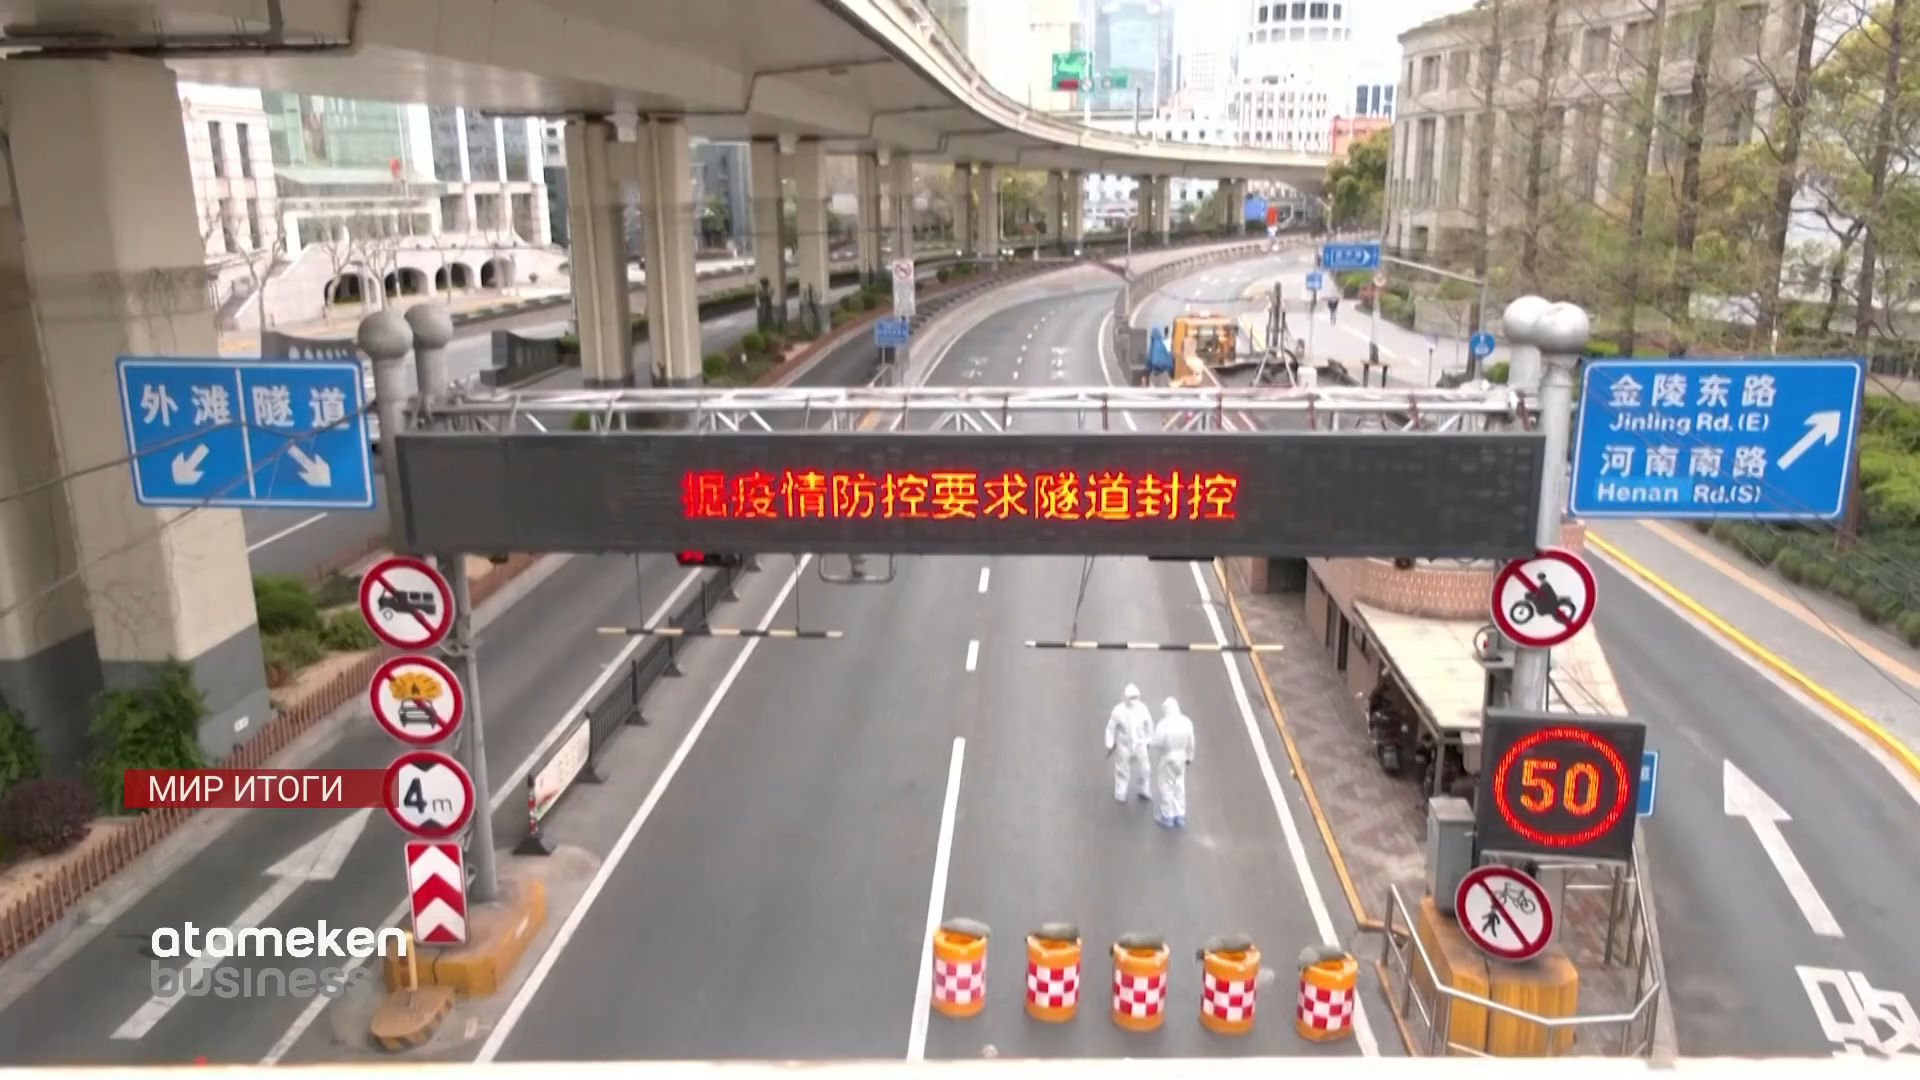 外滩 隧道
据疫情防控要求隧道封控
金陵东路
Jinling Rd.(E)
河南南路
Henan Rd.(S)
4m
50
МИР ИТОГИ
atameken
business